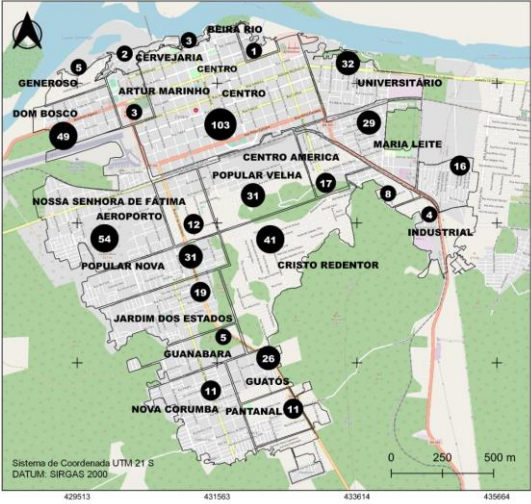 N
BEIRA RIO
3
2
CERVEJARIA
1
5
CENTRO
32
GENEROSO
ARTUR MARINHO
CENTRO
UNIVERSITÁRIO
DOM BOSCO
3
49
103
29
MARIA LEITE
CENTRO AMERICA
POPULAR VELHA
16
NOSSA SENHORA DE FÁTIMA
31
17
8
AEROPORTO
4
54
12
41
INDUSTRIAL
POPULAR NOVA
31
CRISTO REDENTOR
19
JARDIM DOS ESTADOS
5
GUANABARA
26
GUATÓS
11
NOVA CORUMBA
PANTANAL
11
Sistema de Coordenada UTM 21 S
DATUM: SIRGAS 2000
0 250 500 m
429513 431563 433614 435664